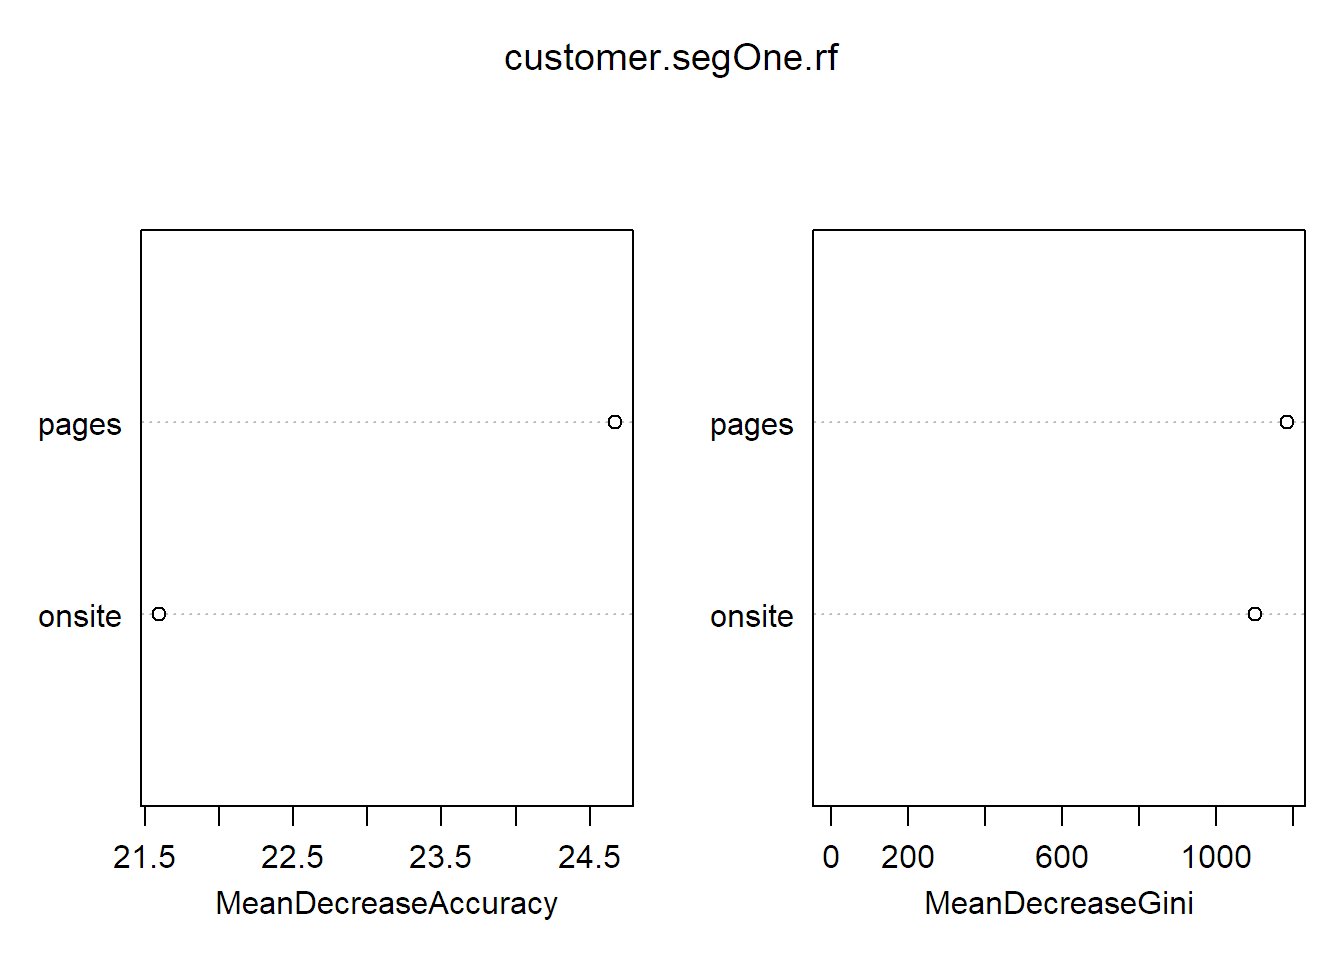 customer.segOne.rf
pages
onsite
21.5 22.5 23.5 24.5
MeanDecreaseAccuracy
pages
onsite
0 200 600 1000
MeanDecreaseGini